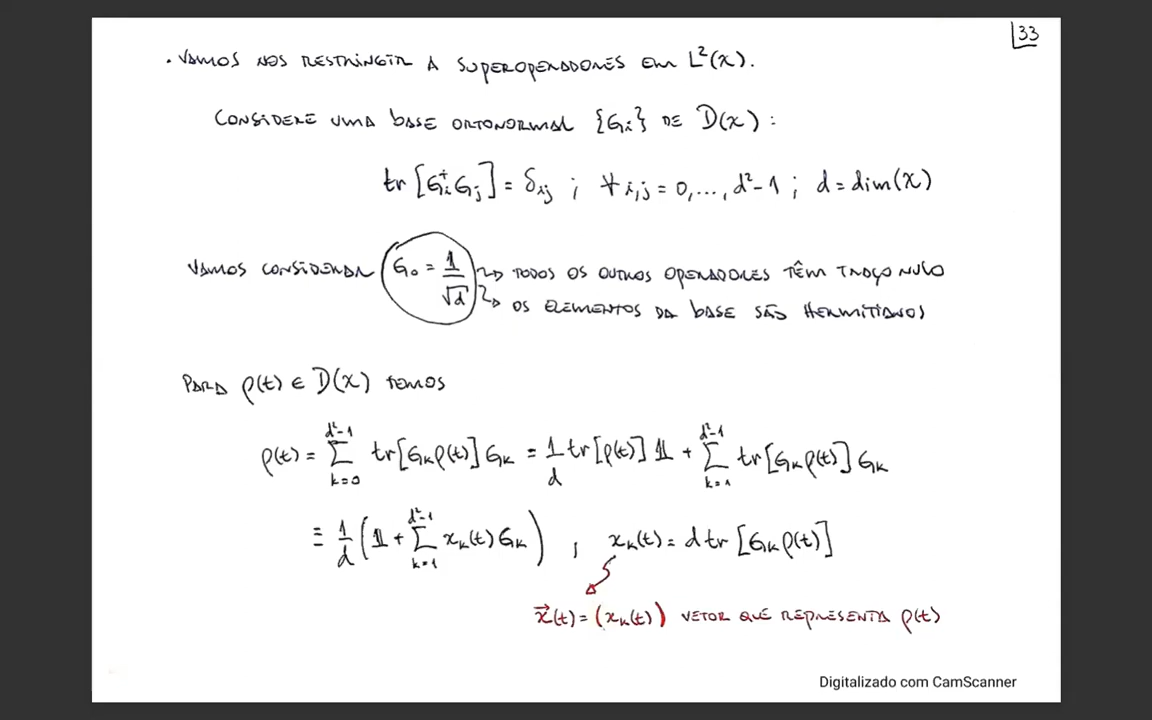 33
. VAMOS NOS RESTRINGIR A SUPEROPERADORES EM L²(X).
CONSIDERE UMA BASE ORTONORMAL {Gᵢ} DE D(X) :
tr[Gᵢ†Gⱼ] = δᵢⱼ ; ∀ i,j = 0,...,d²-1 ; d = dim(X)
VAMOS CONSIDERAR G₀ = 𝟙/√d ⤳ TODOS OS OUTROS OPERADORES TÊM TRAÇO NULO
⤳ OS ELEMENTOS DA BASE SÃO HERMITIANOS
PARA ρ(t) ∈ D(X) TEMOS
ρ(t) = Σ_{k=0}^{d²-1} tr[Gₖρ(t)]Gₖ = 1/d tr[ρ(t)] 𝟙 + Σ_{k=1}^{d²-1} tr[Gₖρ(t)]Gₖ
≡ 1/d (𝟙 + Σ_{k=1}^{d²-1} xₖ(t)Gₖ) ; xₖ(t) = d tr[Gₖρ(t)]
x⃗(t) = (xₖ(t)) VETOR QUE REPRESENTA ρ(t)
Digitalizado com CamScanner